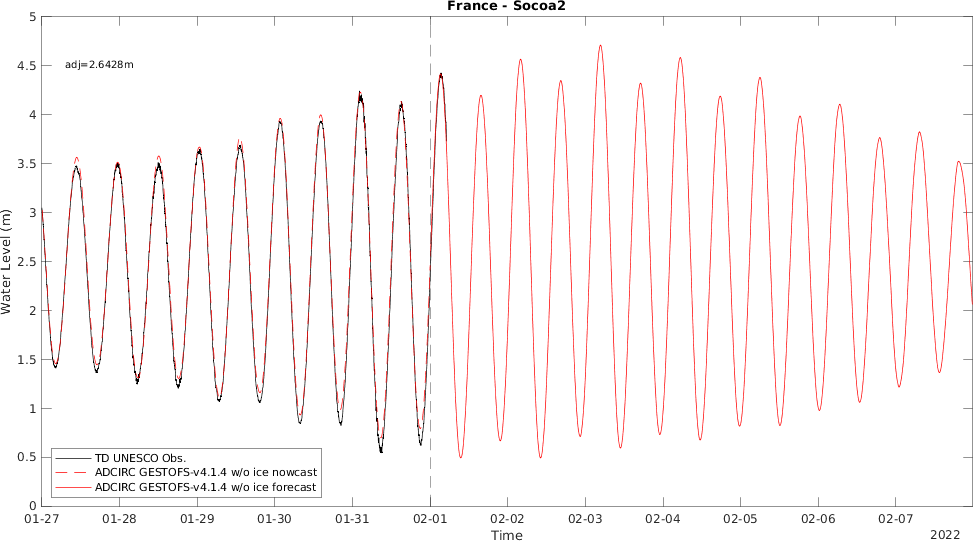 France - Socoa2
5
4.5
4
3.5
3
2.5
2
1.5
1
0.5
0
Water Level (m)
adj=2.6428m
TD UNESCO Obs.
ADCIRC GESTOFS-v4.1.4 w/o ice nowcast
ADCIRC GESTOFS-v4.1.4 w/o ice forecast
01-27 01-28 01-29 01-30 01-31 02-01 02-02 02-03 02-04 02-05 02-06 02-07
Time
2022